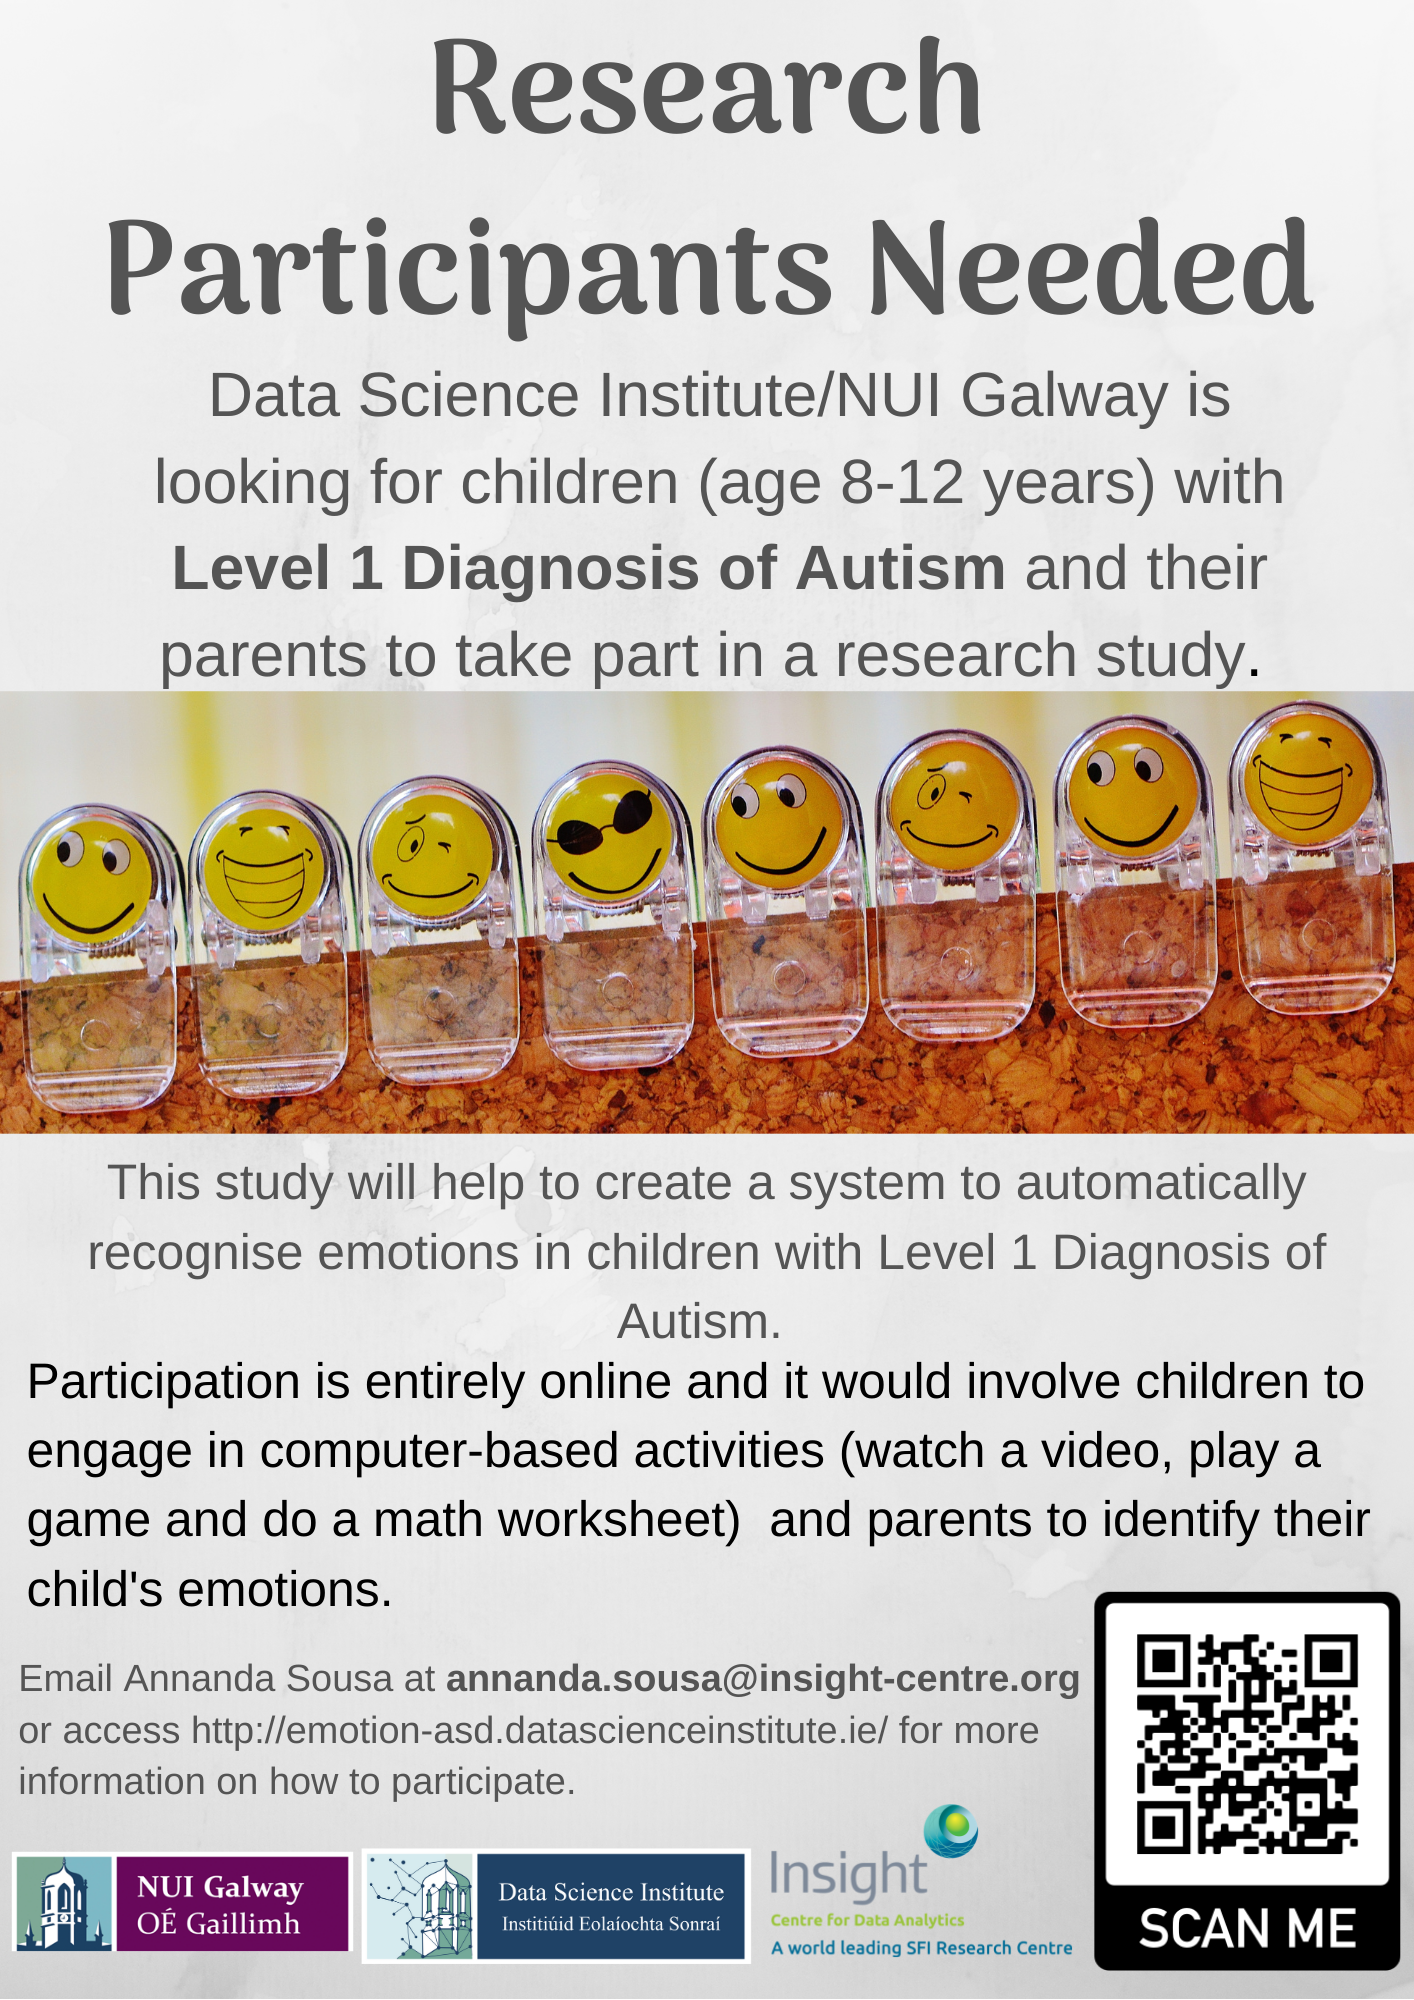 Research
Participants Needed
Data Science Institute/NUI Galway is
looking for children (age 8-12 years) with
Level 1 Diagnosis of Autism and their
parents to take part in a research study.
This study will help to create a system to automatically
recognise emotions in children with Level 1 Diagnosis of
Autism.
Participation is entirely online and it would involve children to
engage in computer-based activities (watch a video, play a
game and do a math worksheet)  and parents to identify their
child's emotions.
Email Annanda Sousa at annanda.sousa@insight-centre.org
or access http://emotion-asd.datascienceinstitute.ie/ for more
information on how to participate.
NUI Galway
OÉ Gaillimh
Data Science Institute
Institiúid Eolaíochta Sonraí
Insight
Centre for Data Analytics
A world leading SFI Research Centre
SCAN ME